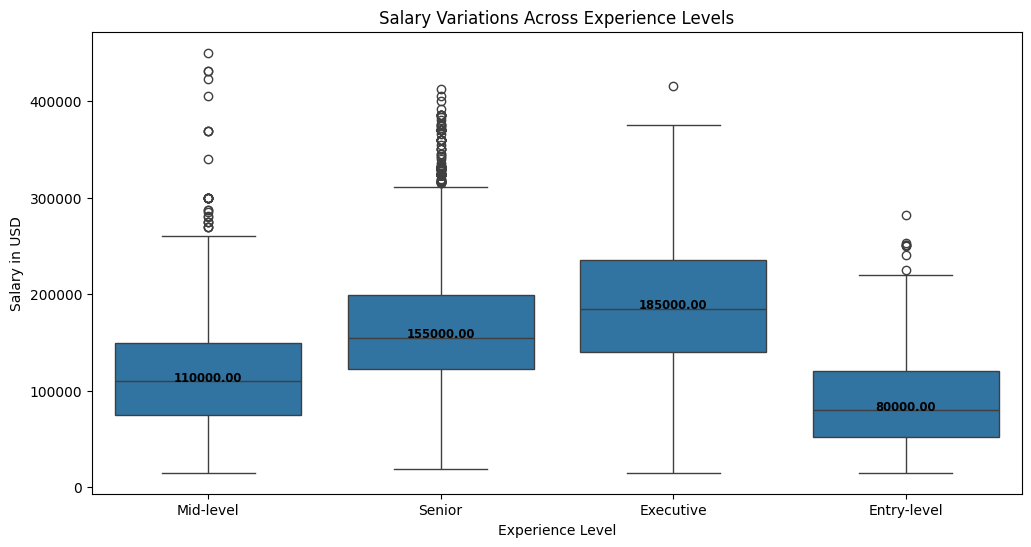 Salary Variations Across Experience Levels
Salary in USD
400000
300000
200000
100000
0
110000.00
155000.00
185000.00
80000.00
Mid-level
Senior
Executive
Entry-level
Experience Level